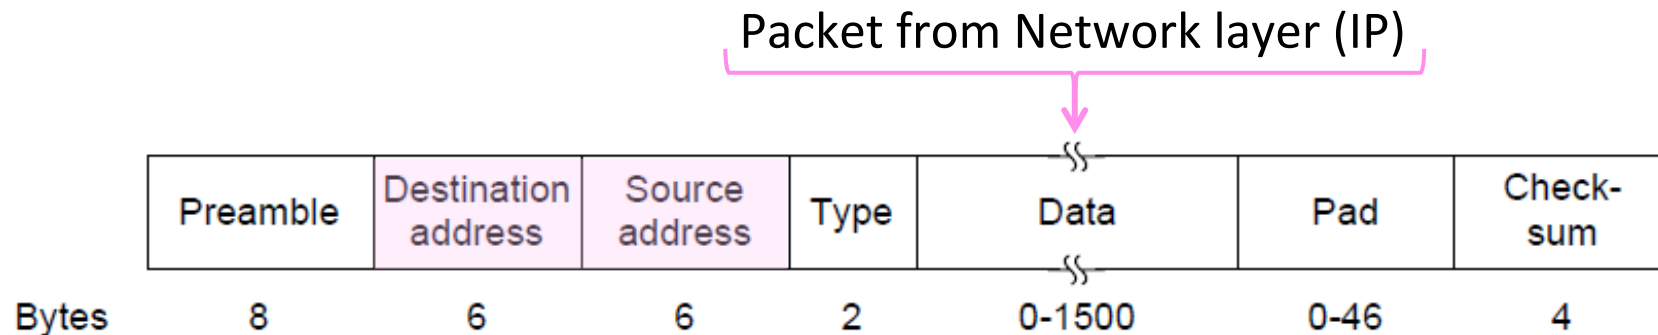 Packet from Network layer (IP)
Preamble
Destination
address
Source
address
Type
Data
Pad
Check-
sum
Bytes 8 6 6 2 0-1500 0-46 4